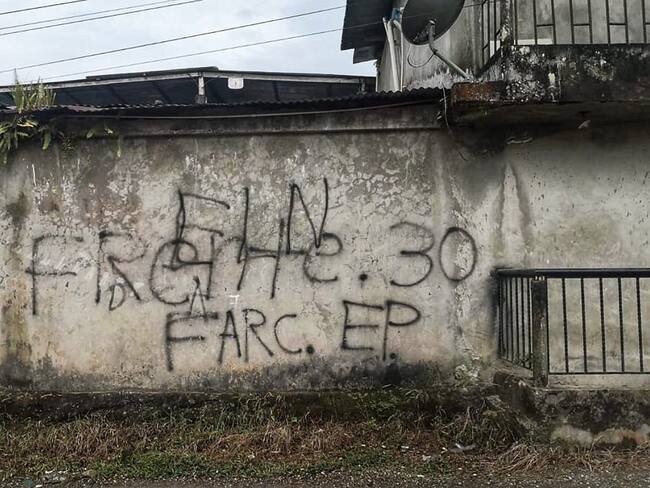 ELN
FRente. 30
FARC. EP.